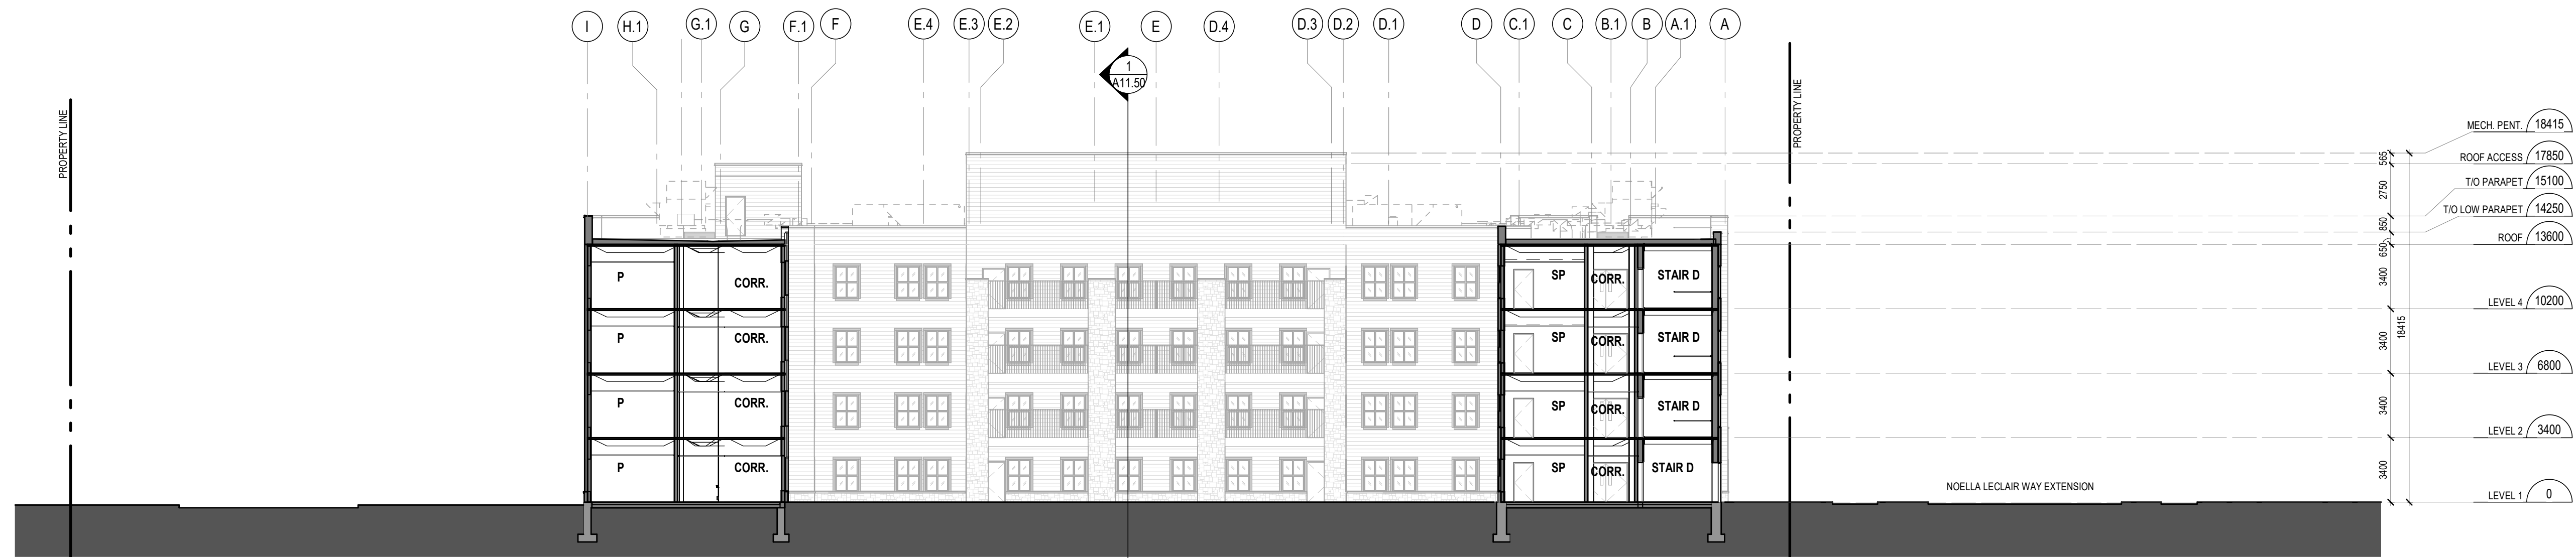 I H.1 G.1 G F.1 F E.4 E.3 E.2 E.1 E D.4 D.3 D.2 D.1 D C.1 C B.1 B A.1 A
1
A11.50
PROPERTY LINE
PROPERTY LINE
MECH. PENT. 18415
ROOF ACCESS 17850
T/O PARAPET 15100
T/O LOW PARAPET 14250
ROOF 13600
LEVEL 4 10200
LEVEL 3 6800
LEVEL 2 3400
LEVEL 1 0
565
2750
850
650
3400
3400
3400
3400
18415
P CORR. SP CORR. STAIR D
P CORR. SP CORR. STAIR D
P CORR. SP CORR. STAIR D
P CORR. SP CORR. STAIR D
NOELLA LECLAIR WAY EXTENSION